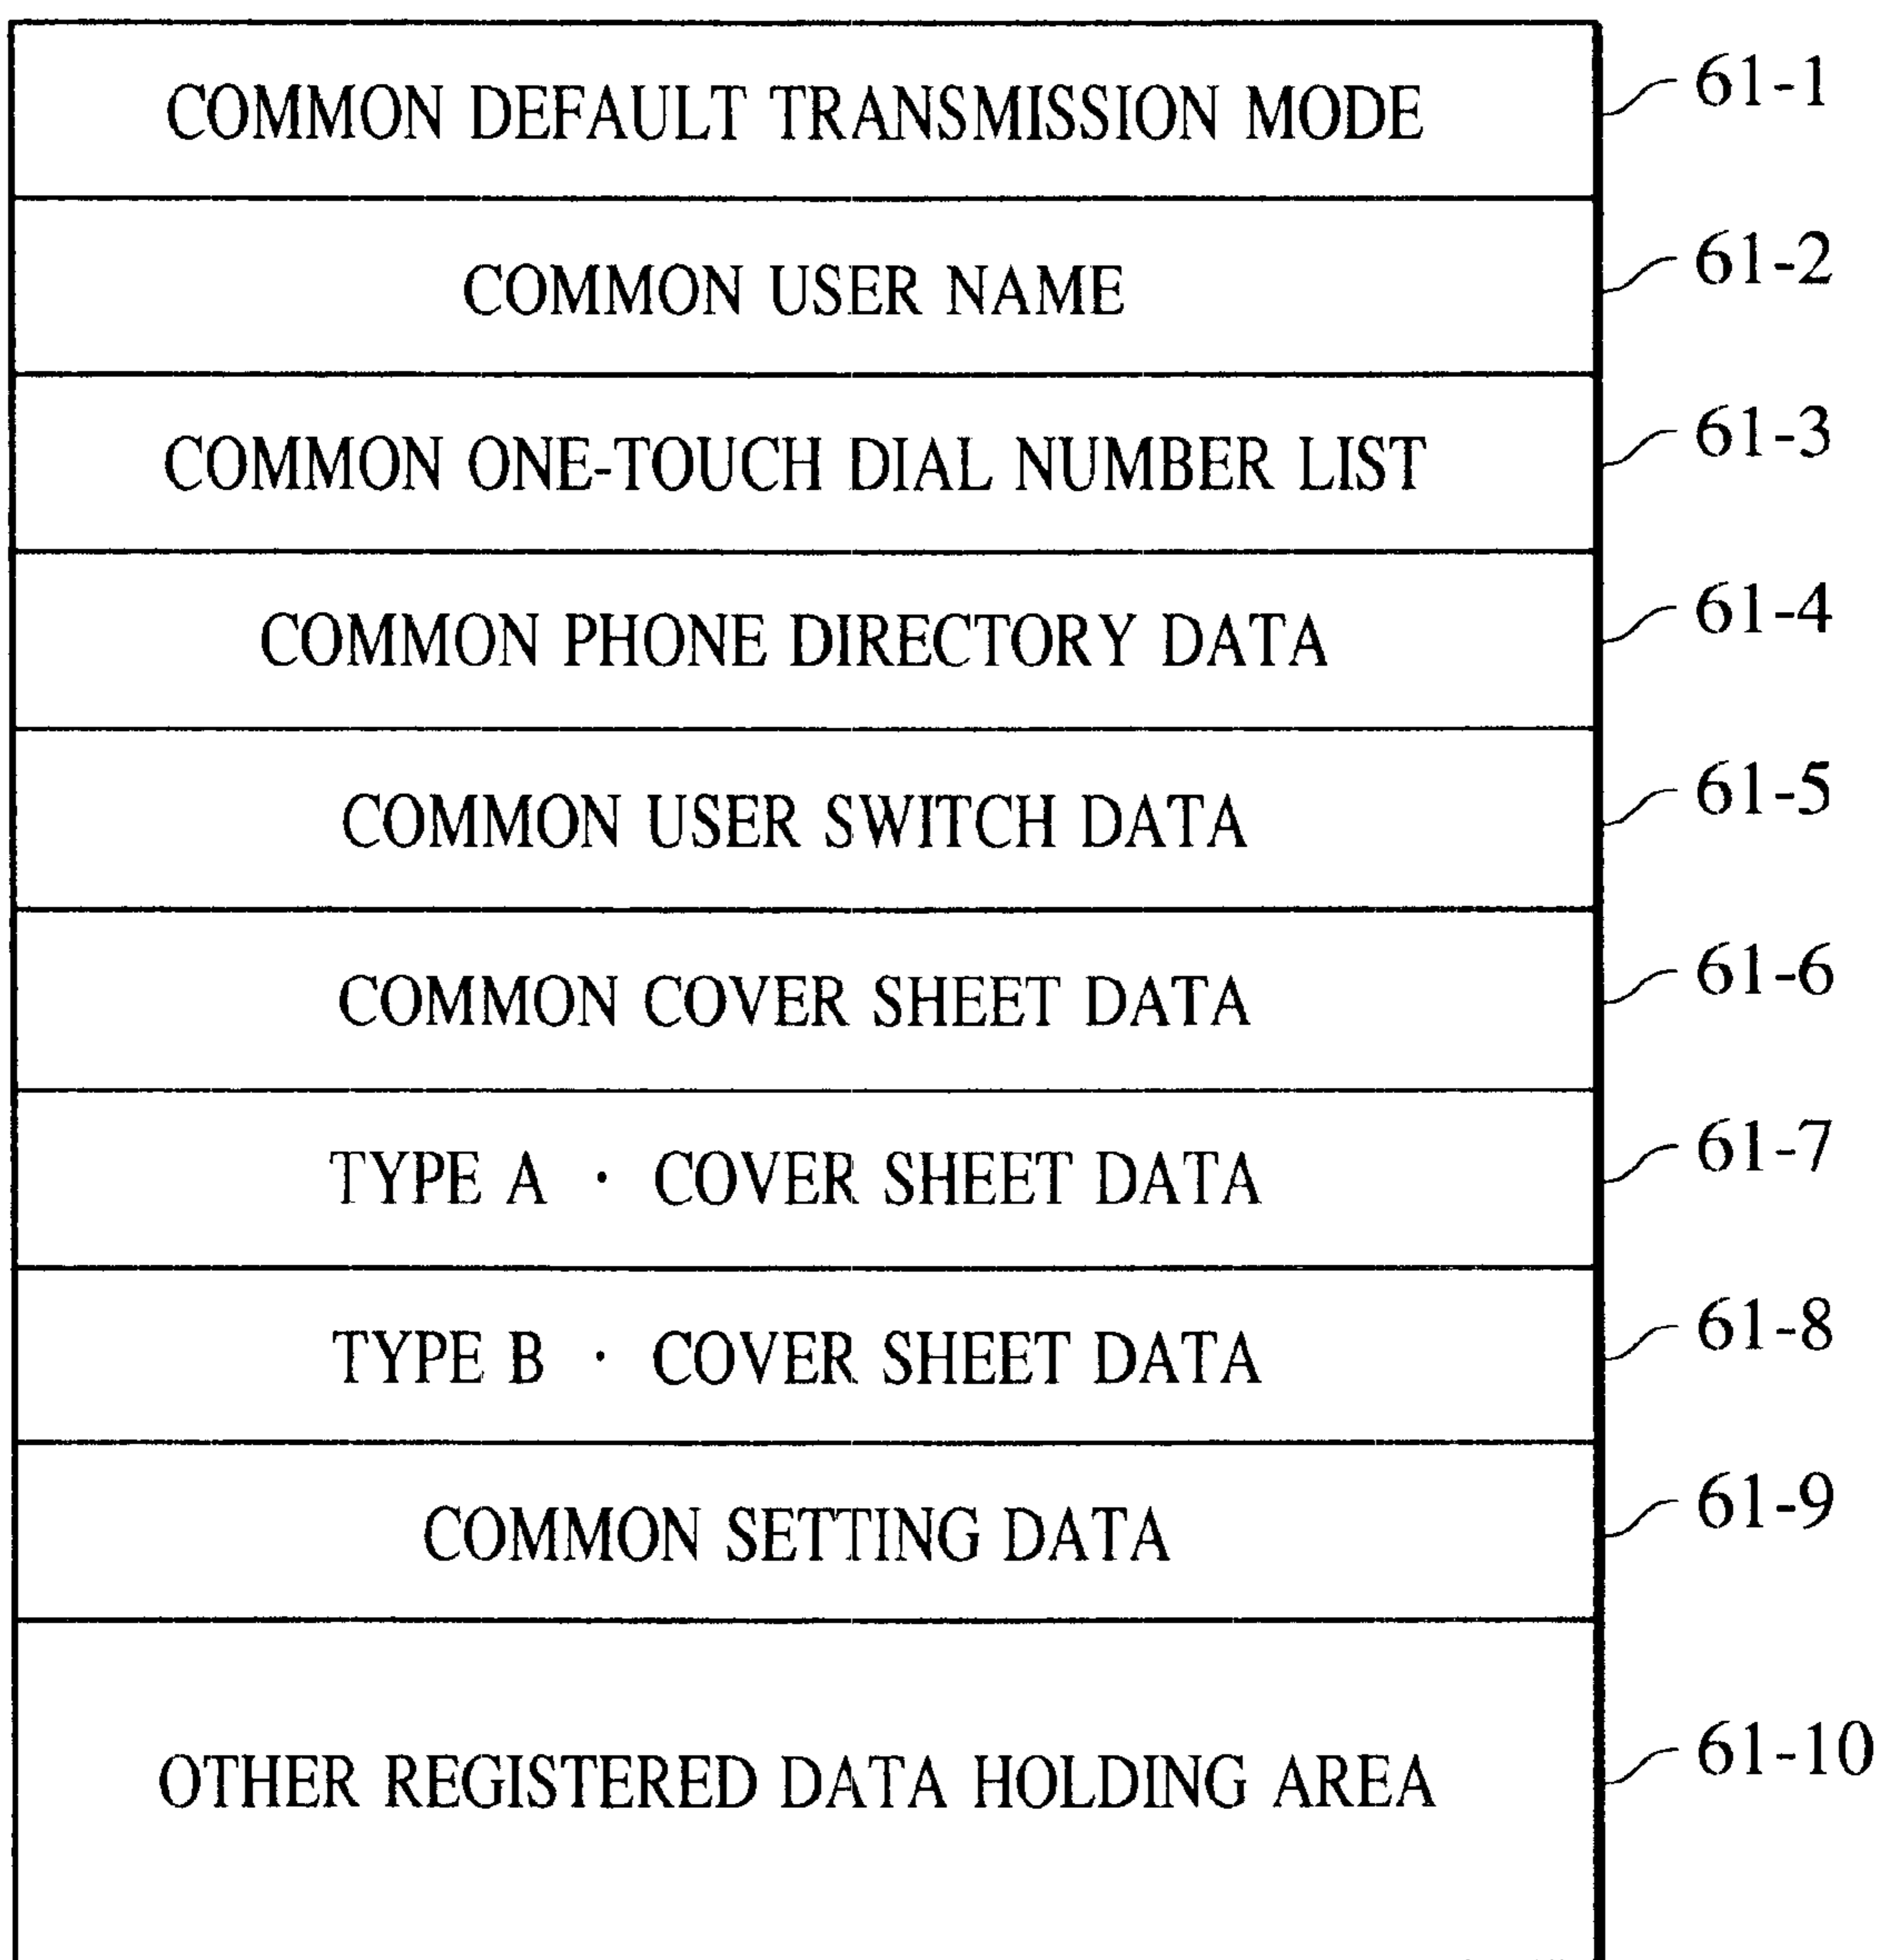 COMMON DEFAULT TRANSMISSION MODE 61-1
COMMON USER NAME 61-2
COMMON ONE-TOUCH DIAL NUMBER LIST 61-3
COMMON PHONE DIRECTORY DATA 61-4
COMMON USER SWITCH DATA 61-5
COMMON COVER SHEET DATA 61-6
TYPE A · COVER SHEET DATA 61-7
TYPE B · COVER SHEET DATA 61-8
COMMON SETTING DATA 61-9
OTHER REGISTERED DATA HOLDING AREA 61-10